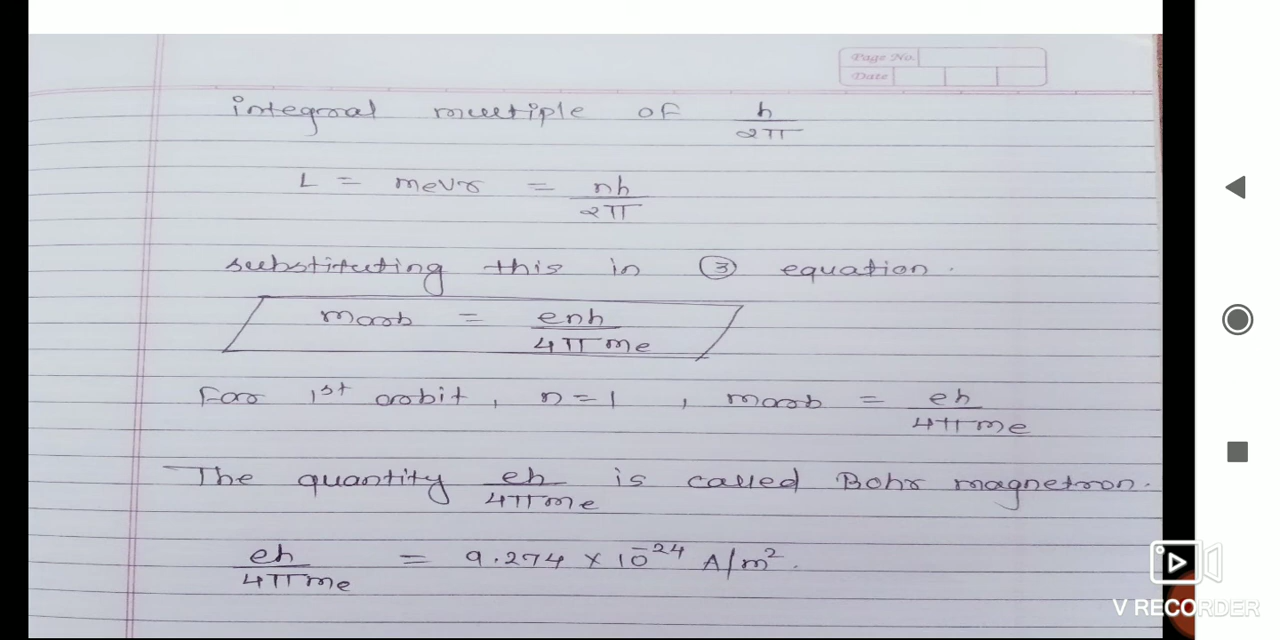 Page No.
Date
integral multiple of h/2π
L = mevr = nh/2π
substituting this in ③ equation.
morb = enh/4πme
For 1st orbit, n=1, morb = eh/4πme
The quantity eh/4πme is called Bohr magnetron.
eh/4πme = 9.274 × 10^-24 A/m².
V RECORDER